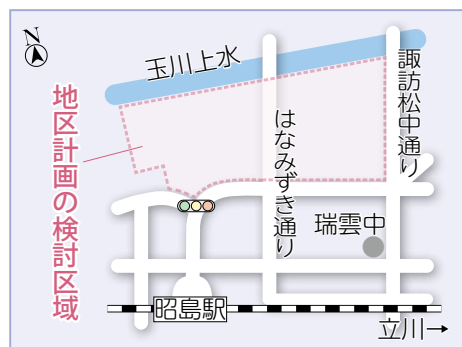 N
玉川上水
諏訪松中通り
はなみずき通り
地区計画の検討区域
瑞雲中
昭島駅
立川→